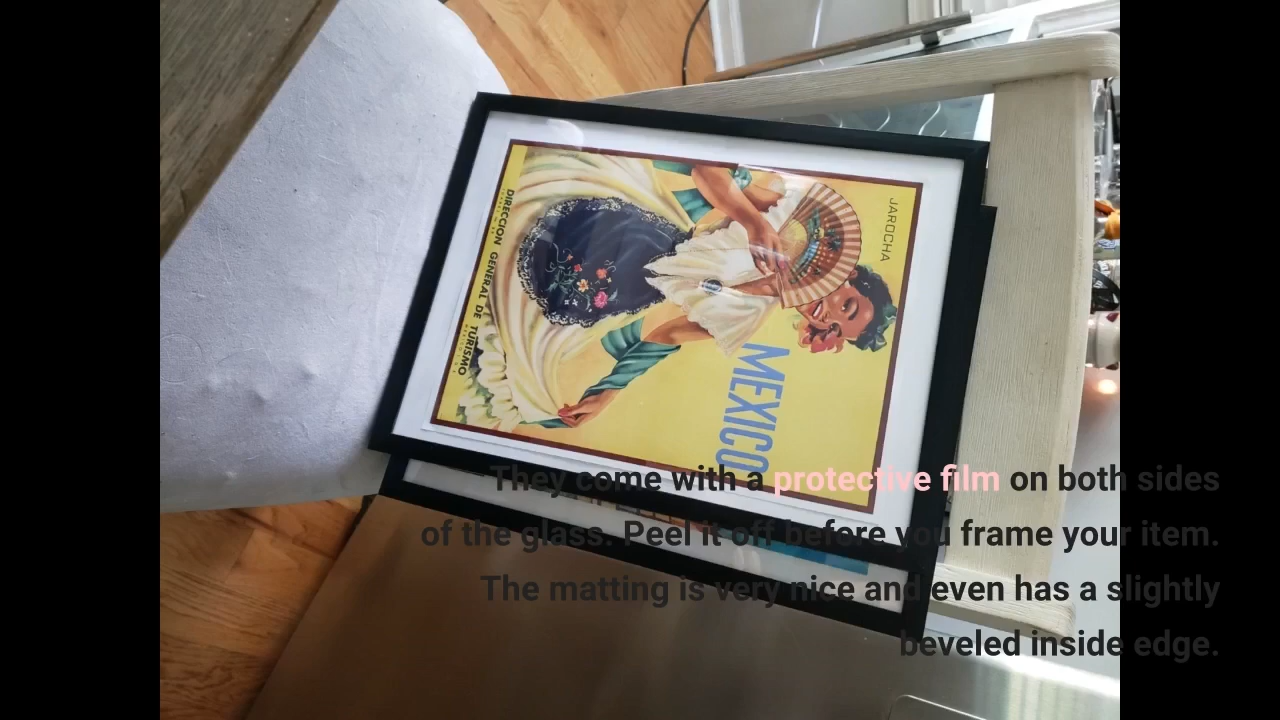 JAROCHA
MEXICO
DIRECCION GENERAL DE TURISMO
They come with a protective film on both sides
of the glass. Peel it off before you frame your item.
The matting is very nice and even has a slightly
beveled inside edge.